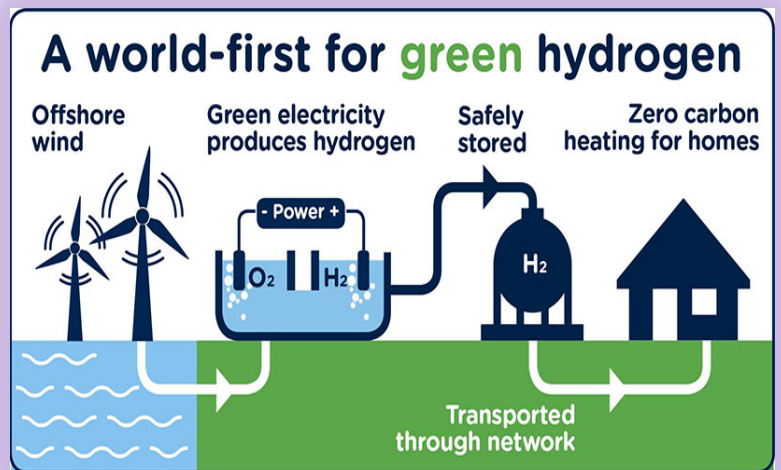 A world-first for green hydrogen
Offshore
wind
Green electricity
produces hydrogen
Safely
stored
Zero carbon
heating for homes
- Power +
O₂
H₂
H₂
Transported
through network